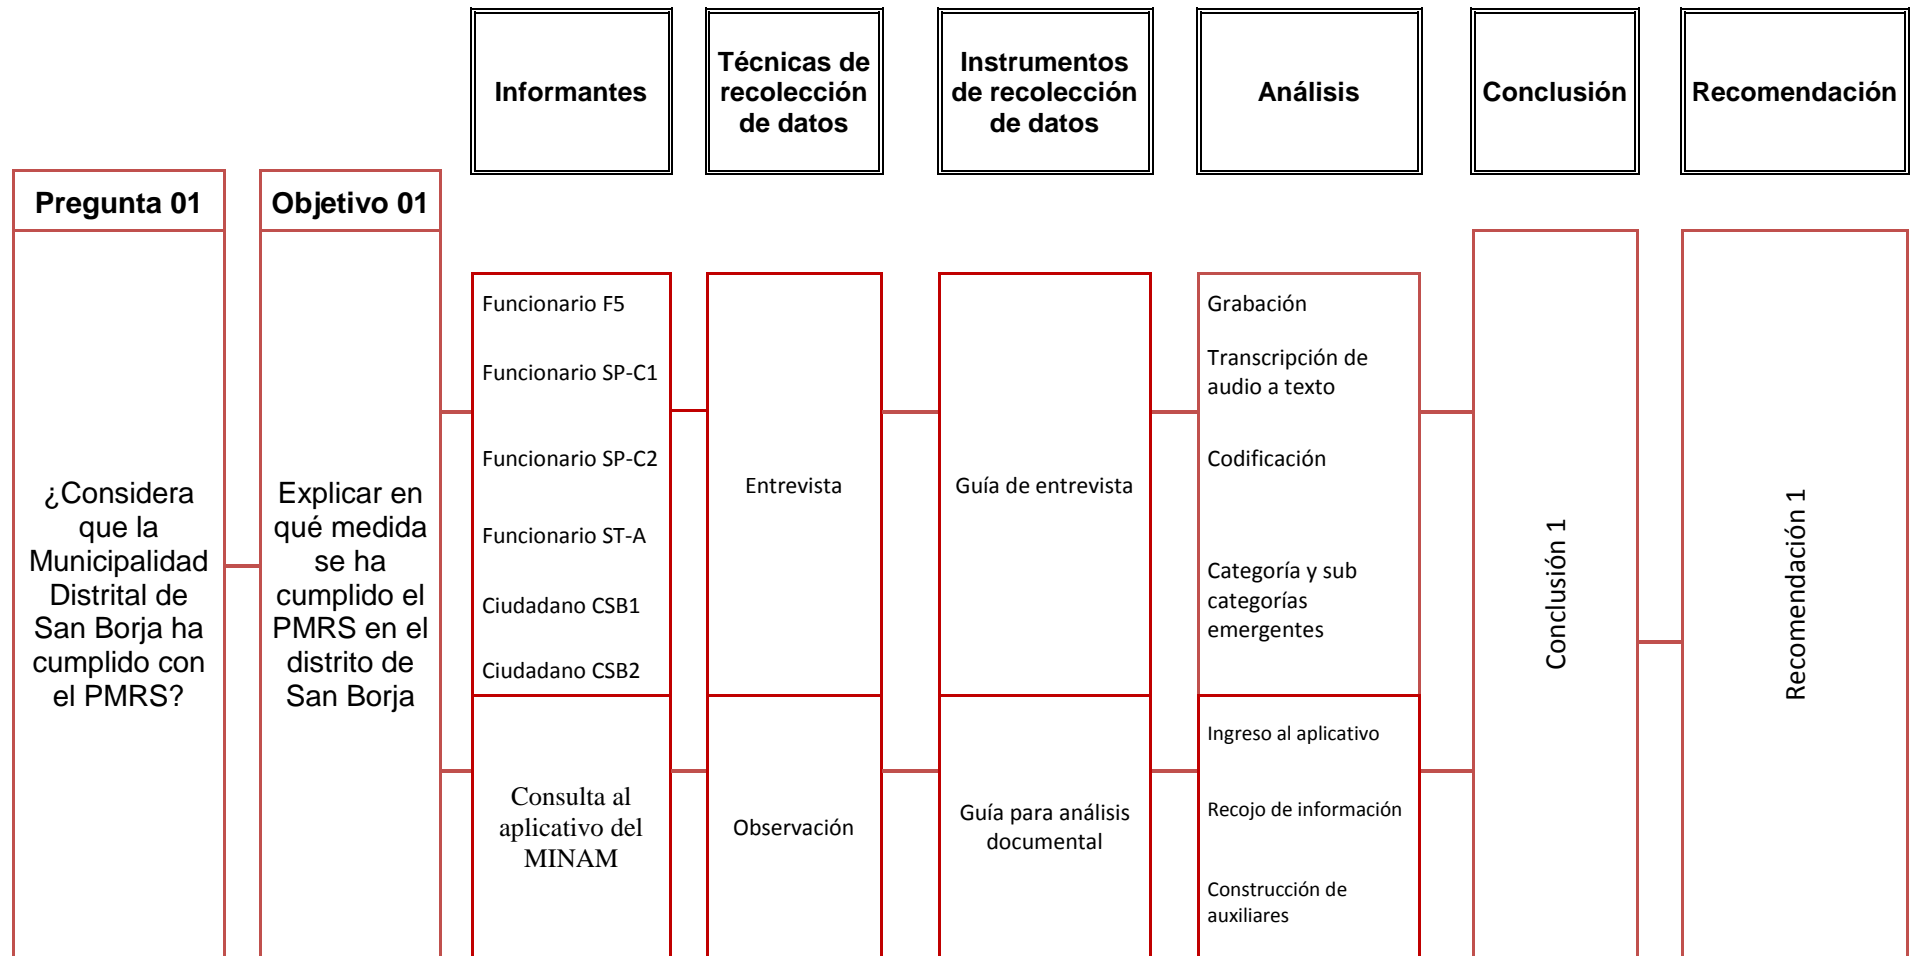 Informantes
Técnicas de
recolección
de datos
Instrumentos
de recolección
de datos
Análisis
Conclusión
Recomendación
Pregunta 01
Objetivo 01
¿Considera
que la
Municipalidad
Distrital de
San Borja ha
cumplido con
el PMRS?
Explicar en
qué medida
se ha
cumplido el
PMRS en el
distrito de
San Borja
Funcionario F5
Funcionario SP-C1
Funcionario SP-C2
Funcionario ST-A
Ciudadano CSB1
Ciudadano CSB2
Entrevista
Guía de entrevista
Grabación
Transcripción de
audio a texto
Codificación
Categoría y sub
categorías
emergentes
Consulta al
aplicativo del
MINAM
Observación
Guía para análisis
documental
Ingreso al aplicativo
Recojo de información
Construcción de
auxiliares
Conclusión 1
Recomendación 1